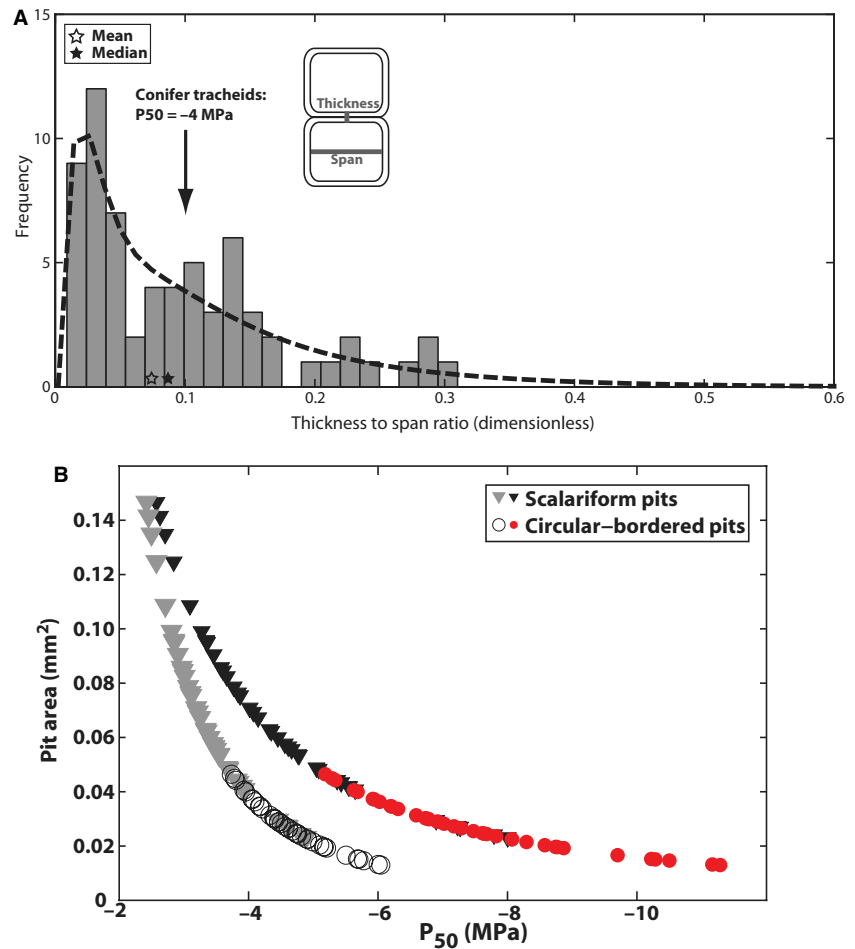 A
15
Mean
Median
Conifer tracheids:
P50 = –4 MPa
Thickness
Span
10
5
0
Frequency
0 0.1 0.2 0.3 0.4 0.5 0.6
Thickness to span ratio (dimensionless)
B
Scalariform pits
Circular–bordered pits
0.14
0.12
0.10
0.08
0.06
0.04
0.02
0
Pit area (mm²)
–2 –4 –6 –8 –10
P₅₀ (MPa)